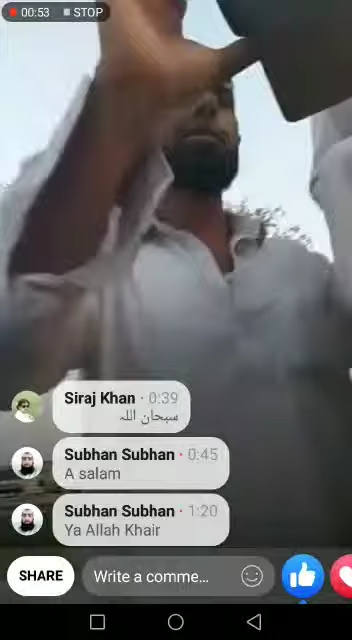 00:53 STOP
Siraj Khan · 0:39
سبحان اللہ
Subhan Subhan · 0:45
A salam
Subhan Subhan · 1:20
Ya Allah Khair
SHARE
Write a comme...